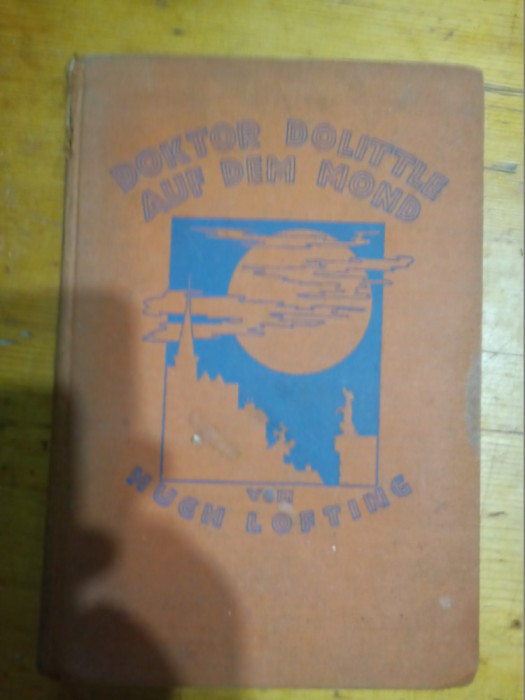 DOKTOR DOLITTLE
AUF DEM MOND
VON
HUGH LOFTING